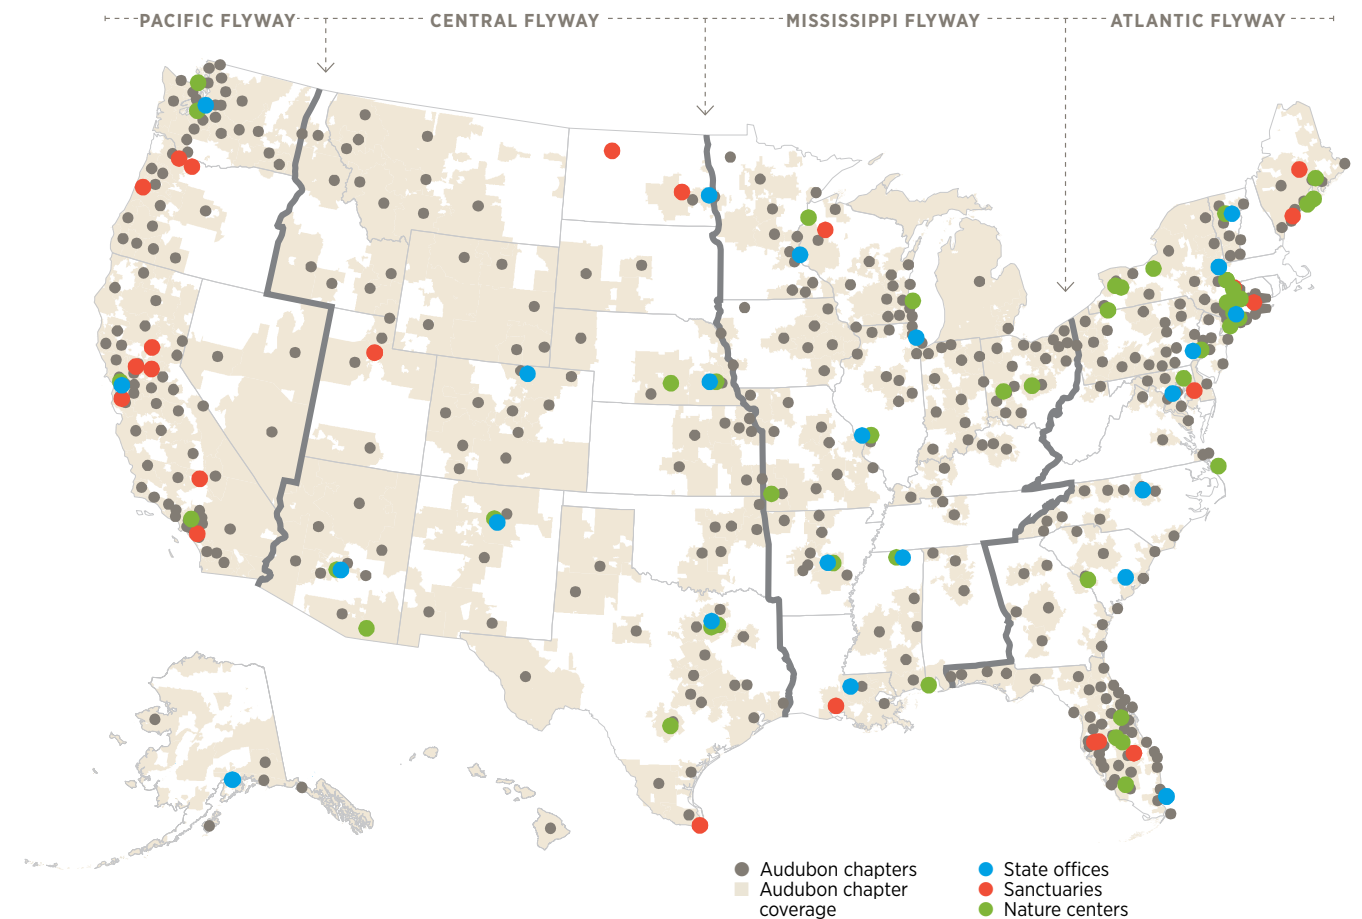 PACIFIC FLYWAY
CENTRAL FLYWAY
MISSISSIPPI FLYWAY
ATLANTIC FLYWAY
Audubon chapters
Audubon chapter
coverage
State offices
Sanctuaries
Nature centers